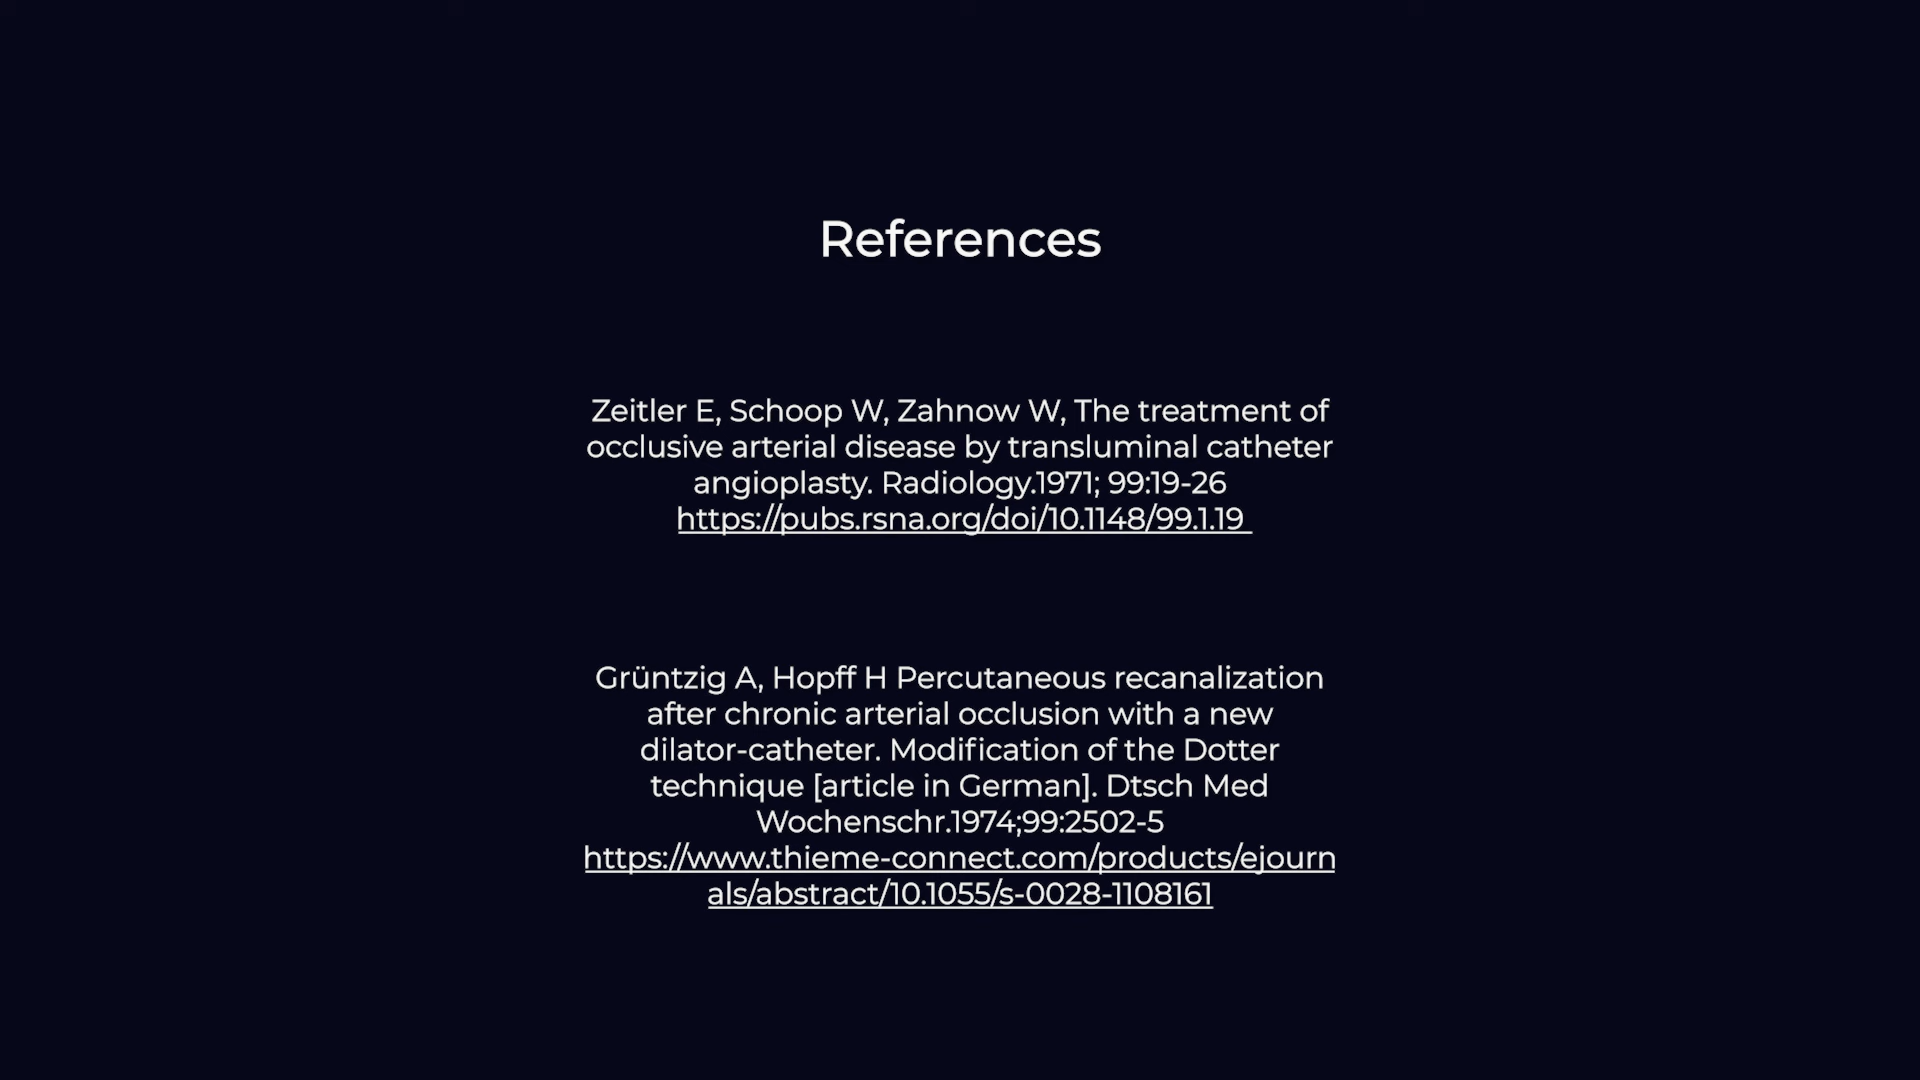 References
Zeitler E, Schoop W, Zahnow W, The treatment of
occlusive arterial disease by transluminal catheter
angioplasty. Radiology.1971; 99:19-26
https://pubs.rsna.org/doi/10.1148/99.1.19
Grüntzig A, Hopff H Percutaneous recanalization
after chronic arterial occlusion with a new
dilator-catheter. Modification of the Dotter
technique [article in German]. Dtsch Med
Wochenschr.1974;99:2502-5
https://www.thieme-connect.com/products/ejourn
als/abstract/10.1055/s-0028-1108161